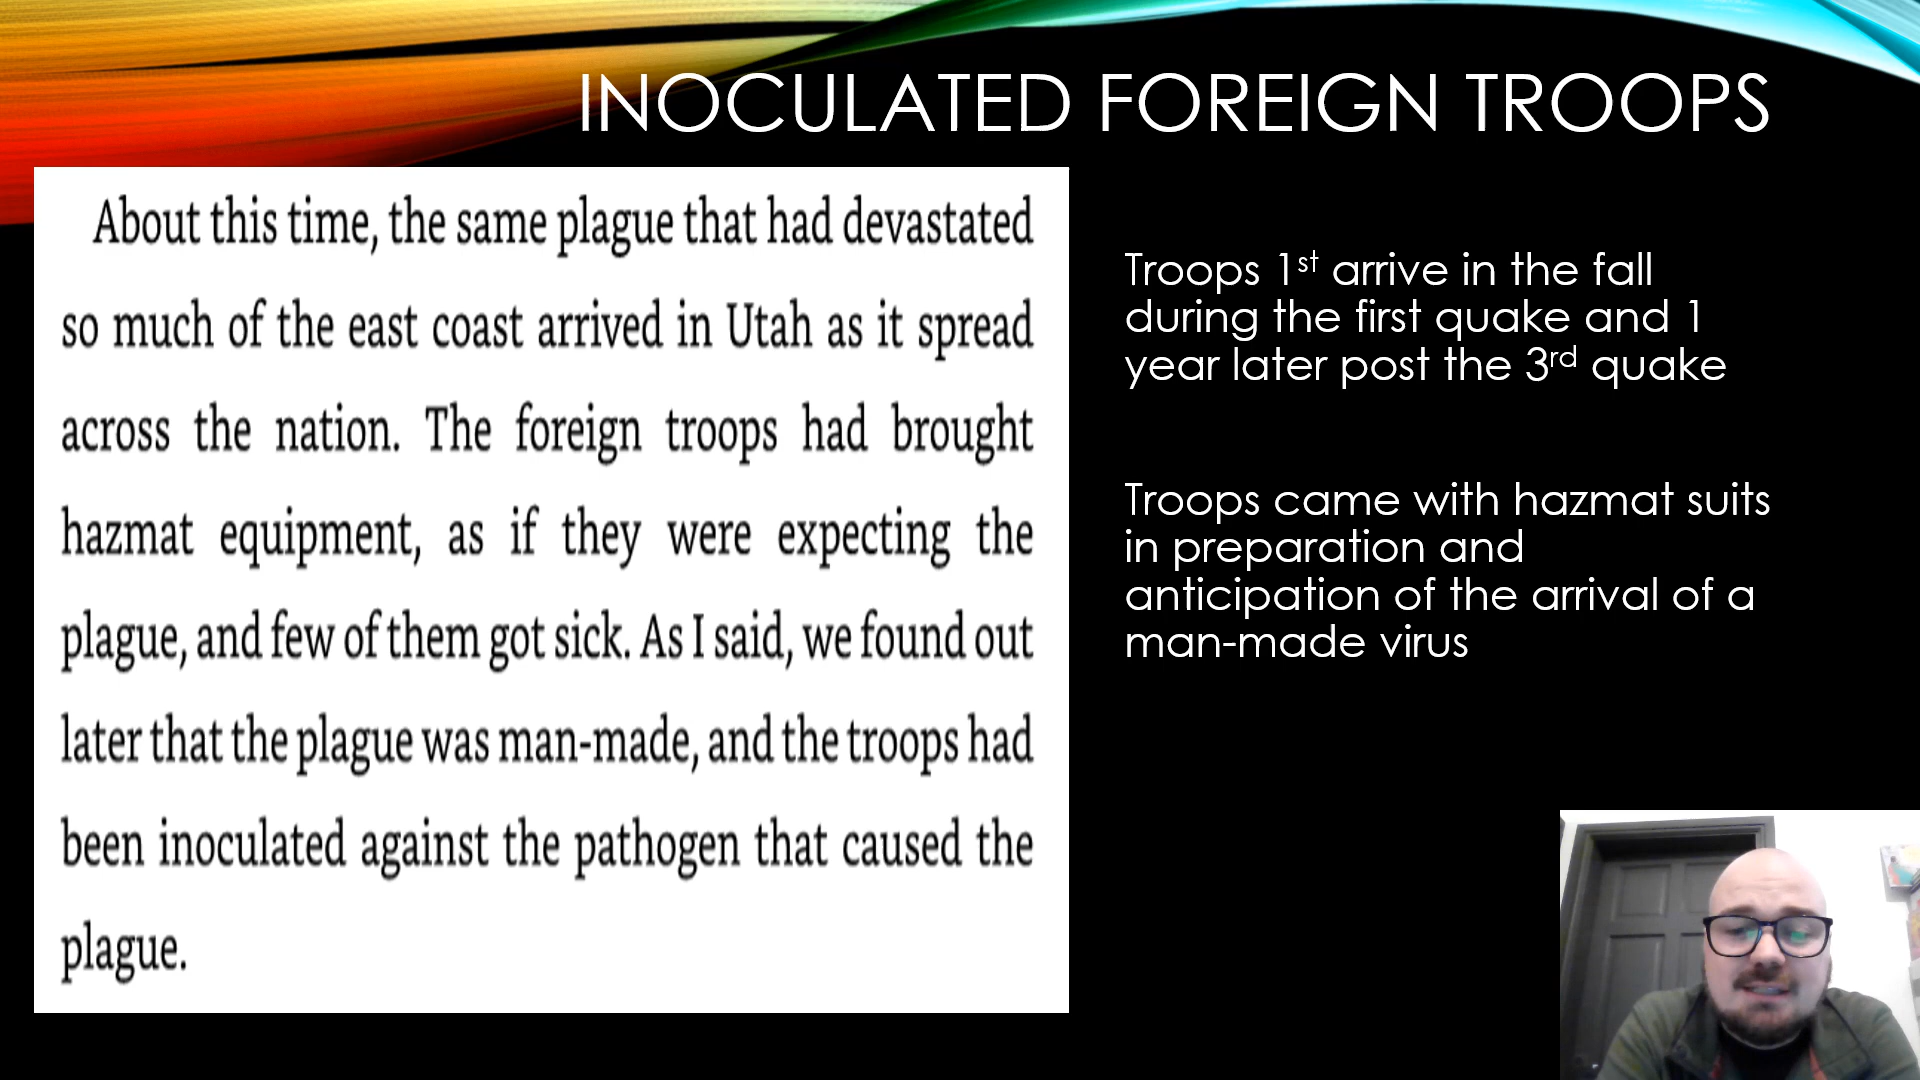 INOCULATED FOREIGN TROOPS
About this time, the same plague that had devastated
so much of the east coast arrived in Utah as it spread
across the nation. The foreign troops had brought
hazmat equipment, as if they were expecting the
plague, and few of them got sick. As I said, we found out
later that the plague was man-made, and the troops had
been inoculated against the pathogen that caused the
plague.
Troops 1st arrive in the fall
during the first quake and 1
year later post the 3rd quake
Troops came with hazmat suits
in preparation and
anticipation of the arrival of a
man-made virus